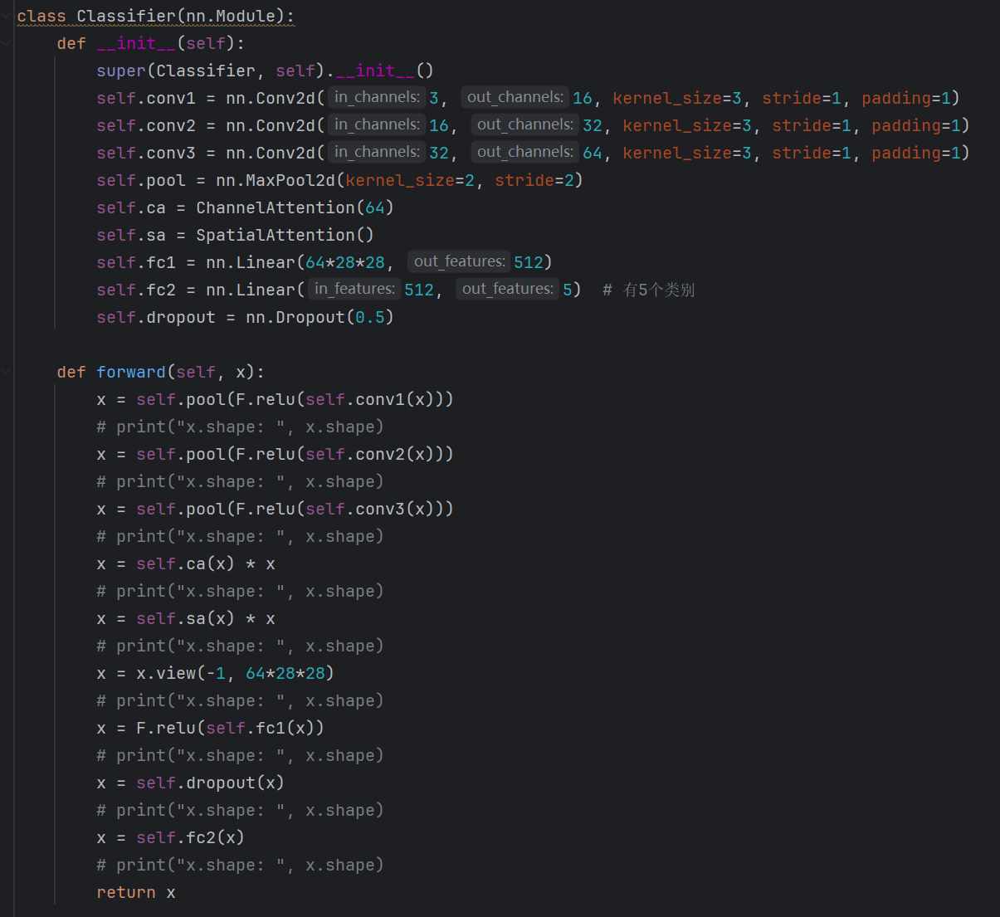 class Classifier(nn.Module):
    def __init__(self):
        super(Classifier, self).__init__()
        self.conv1 = nn.Conv2d(in_channels: 3, out_channels: 16, kernel_size=3, stride=1, padding=1)
        self.conv2 = nn.Conv2d(in_channels: 16, out_channels: 32, kernel_size=3, stride=1, padding=1)
        self.conv3 = nn.Conv2d(in_channels: 32, out_channels: 64, kernel_size=3, stride=1, padding=1)
        self.pool = nn.MaxPool2d(kernel_size=2, stride=2)
        self.ca = ChannelAttention(64)
        self.sa = SpatialAttention()
        self.fc1 = nn.Linear(64*28*28, out_features: 512)
        self.fc2 = nn.Linear(in_features: 512, out_features: 5)  # 有5个类别
        self.dropout = nn.Dropout(0.5)

    def forward(self, x):
        x = self.pool(F.relu(self.conv1(x)))
        # print("x.shape: ", x.shape)
        x = self.pool(F.relu(self.conv2(x)))
        # print("x.shape: ", x.shape)
        x = self.pool(F.relu(self.conv3(x)))
        # print("x.shape: ", x.shape)
        x = self.ca(x) * x
        # print("x.shape: ", x.shape)
        x = self.sa(x) * x
        # print("x.shape: ", x.shape)
        x = x.view(-1, 64*28*28)
        # print("x.shape: ", x.shape)
        x = F.relu(self.fc1(x))
        # print("x.shape: ", x.shape)
        x = self.dropout(x)
        # print("x.shape: ", x.shape)
        x = self.fc2(x)
        # print("x.shape: ", x.shape)
        return x